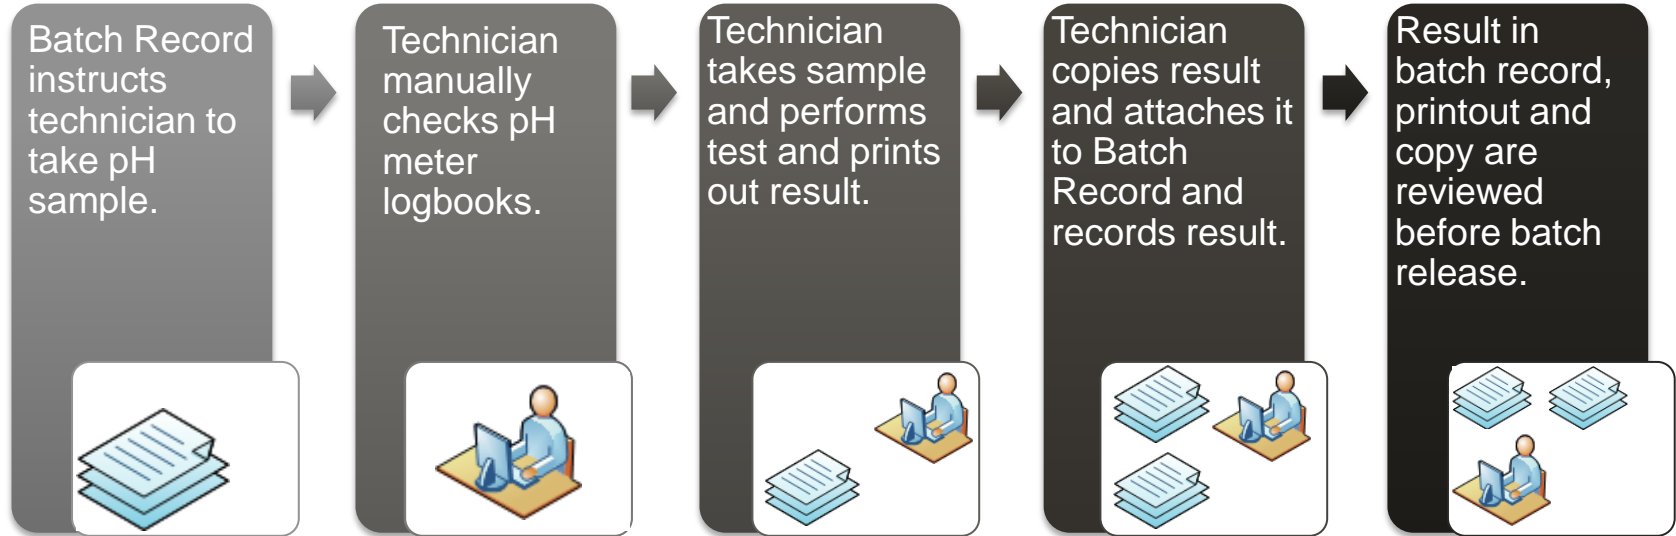 Batch Record
instructs
technician to
take pH
sample.
Technician
manually
checks pH
meter
logbooks.
Technician
takes sample
and performs
test and prints
out result.
Technician
copies result
and attaches it
to Batch
Record and
records result.
Result in
batch record,
printout and
copy are
reviewed
before batch
release.